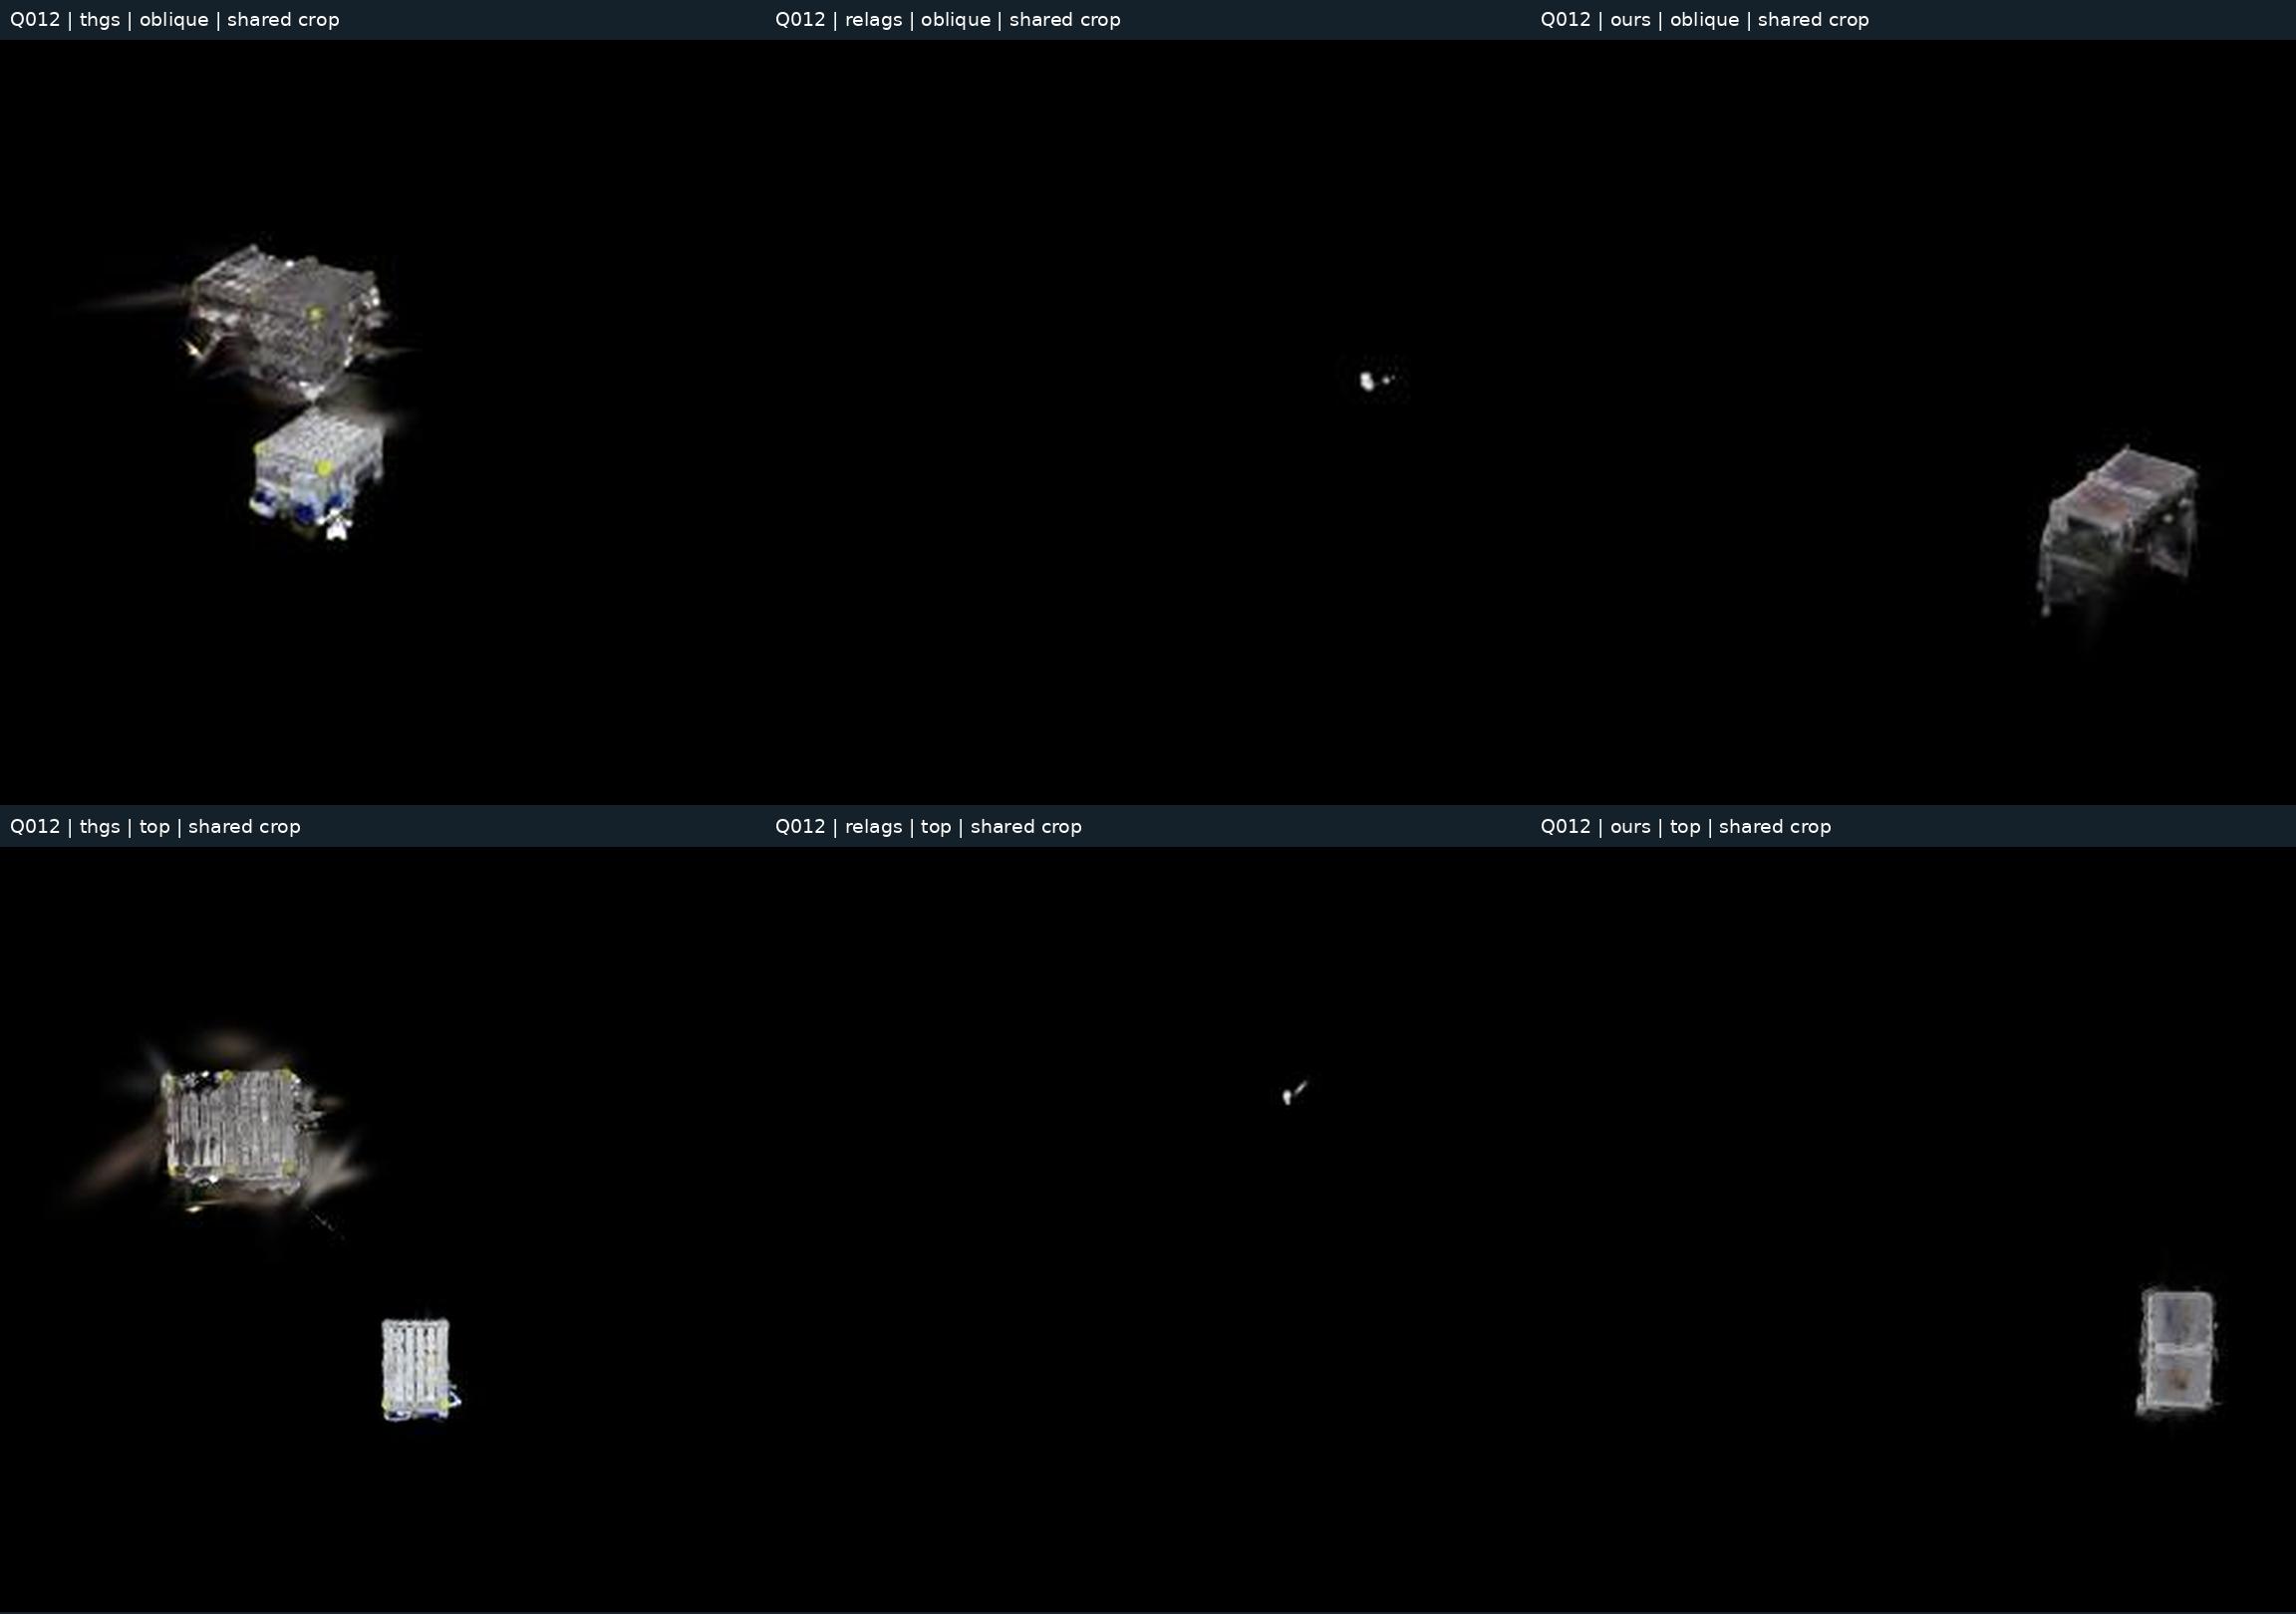 Q012 | thgs | oblique | shared crop
Q012 | relags | oblique | shared crop
Q012 | ours | oblique | shared crop
Q012 | thgs | top | shared crop
Q012 | relags | top | shared crop
Q012 | ours | top | shared crop